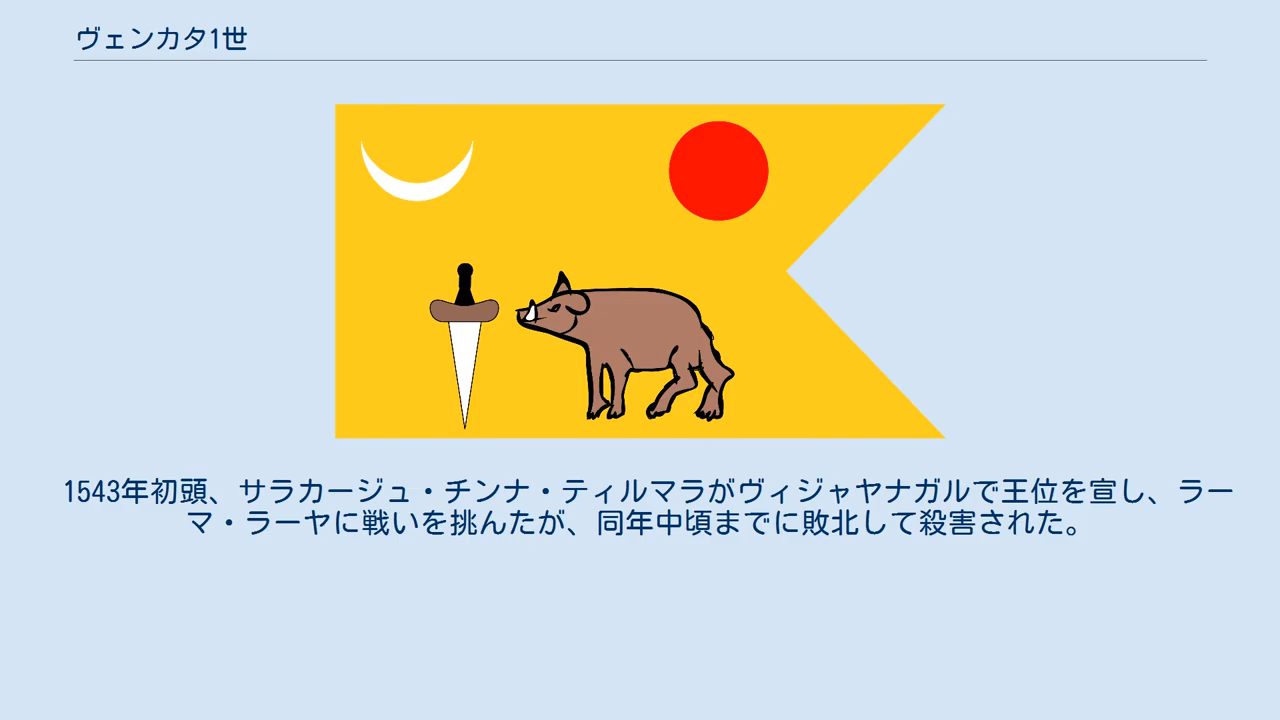 ヴェンカタ1世
1543年初頭、サラカージュ・チンナ・ティルマラがヴィジャヤナガルで王位を宣し、ラー
マ・ラーヤに戦いを挑んたが、同年中頃までに敗北して殺害された。